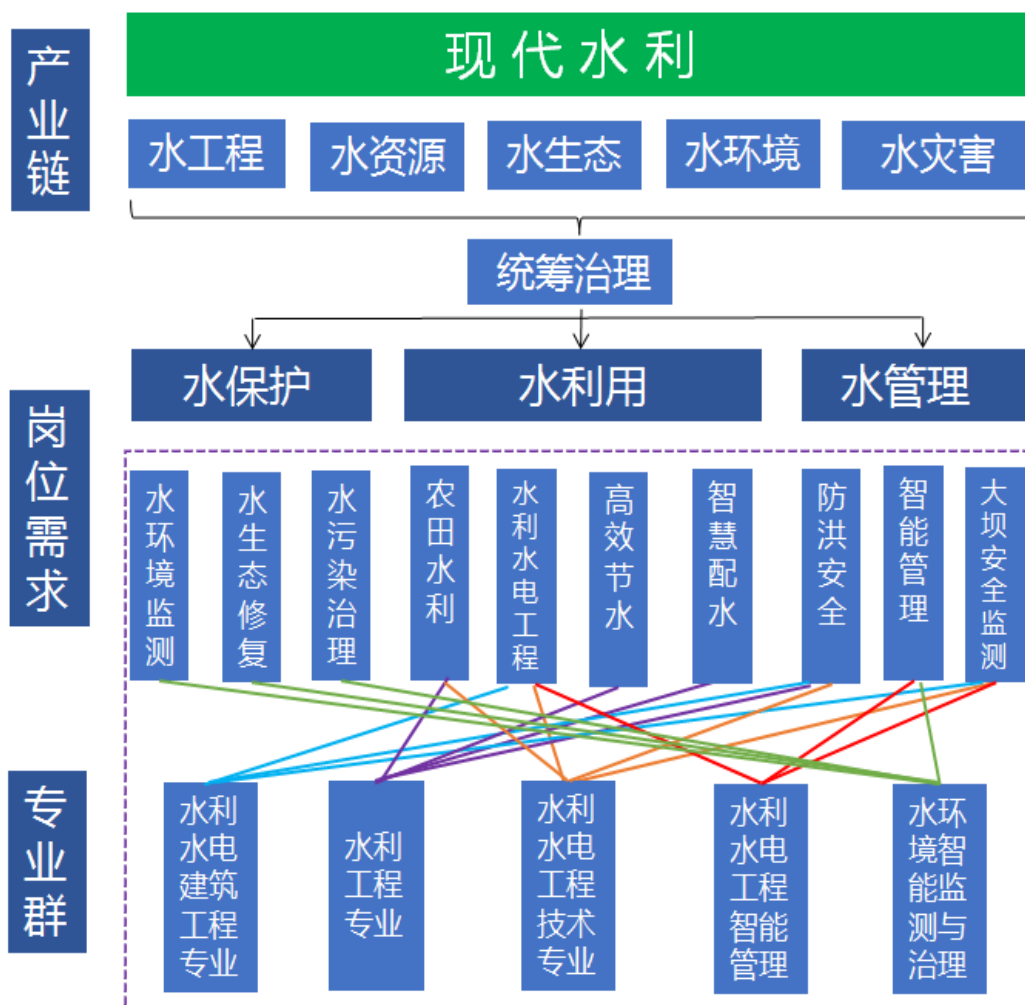 产业链
现代水利
水工程
水资源
水生态
水环境
水灾害
统筹治理
岗位需求
水保护
水利用
水管理
水环境监测
水生态修复
水污染治理
农田水利
水利水电工程
高效节水
智慧配水
防洪安全
智能管理
大坝安全监测
专业群
水利
水电
建筑
工程
专业
水利
工程
专业
水利
水电
工程
技术
专业
水利
水电
工程
智能
管理
水环
境智
能监
测与
治理